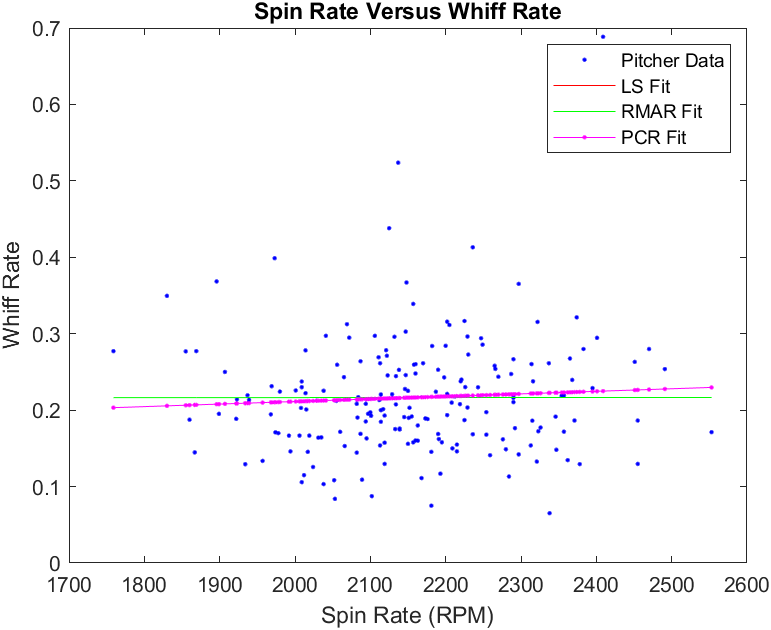 Spin Rate Versus Whiff Rate
0.7
0.6
0.5
0.4
0.3
0.2
0.1
0
Whiff Rate
Pitcher Data
LS Fit
RMAR Fit
PCR Fit
1700 1800 1900 2000 2100 2200 2300 2400 2500 2600
Spin Rate (RPM)